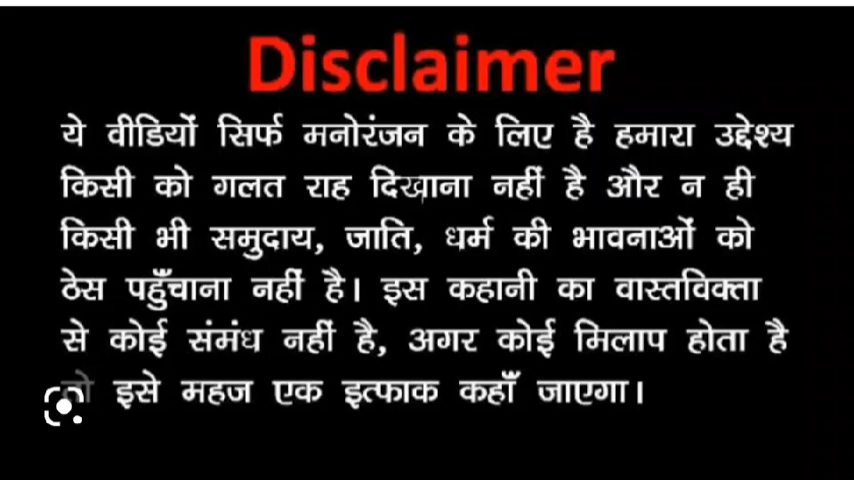 Disclaimer
ये वीडियों सिर्फ मनोरंजन के लिए है हमारा उद्देश्य
किसी को गलत राह दिखाना नहीं है और न ही
किसी भी समुदाय, जाति, धर्म की भावनाओं को
ठेस पहुँचाना नहीं है। इस कहानी का वास्तविक्ता
से कोई संमंध नहीं है, अगर कोई मिलाप होता है
इसे महज एक इत्फाक कहाँ जाएगा।